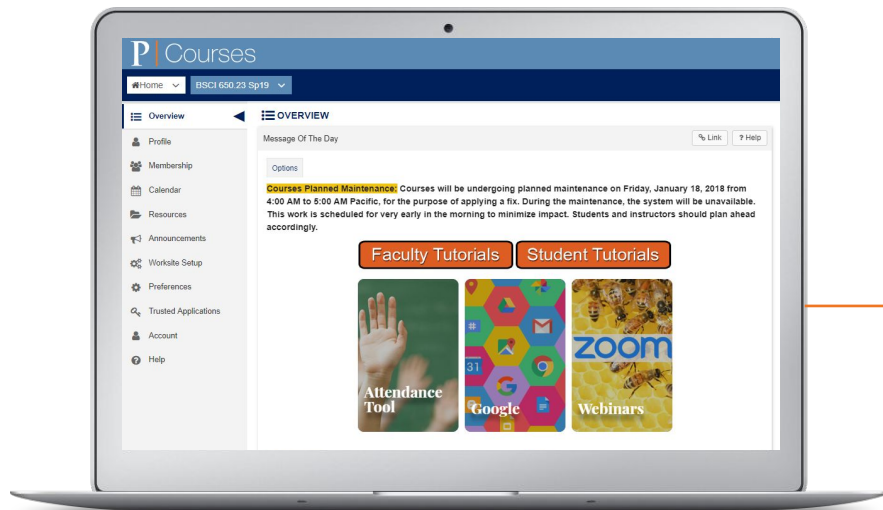 P | Courses
Home
BSCI 650.23 Sp19
Overview
Profile
Membership
Calendar
Resources
Announcements
Worksite Setup
Preferences
Trusted Applications
Account
Help
OVERVIEW
Message Of The Day
Link
? Help
Options
Courses Planned Maintenance: Courses will be undergoing planned maintenance on Friday, January 18, 2018 from
4:00 AM to 5:00 AM Pacific, for the purpose of applying a fix. During the maintenance, the system will be unavailable.
This work is scheduled for very early in the morning to minimize impact. Students and instructors should plan ahead
accordingly.
Faculty Tutorials
Student Tutorials
Attendance
Tool
#
31
G
Google
zoom
Webinars